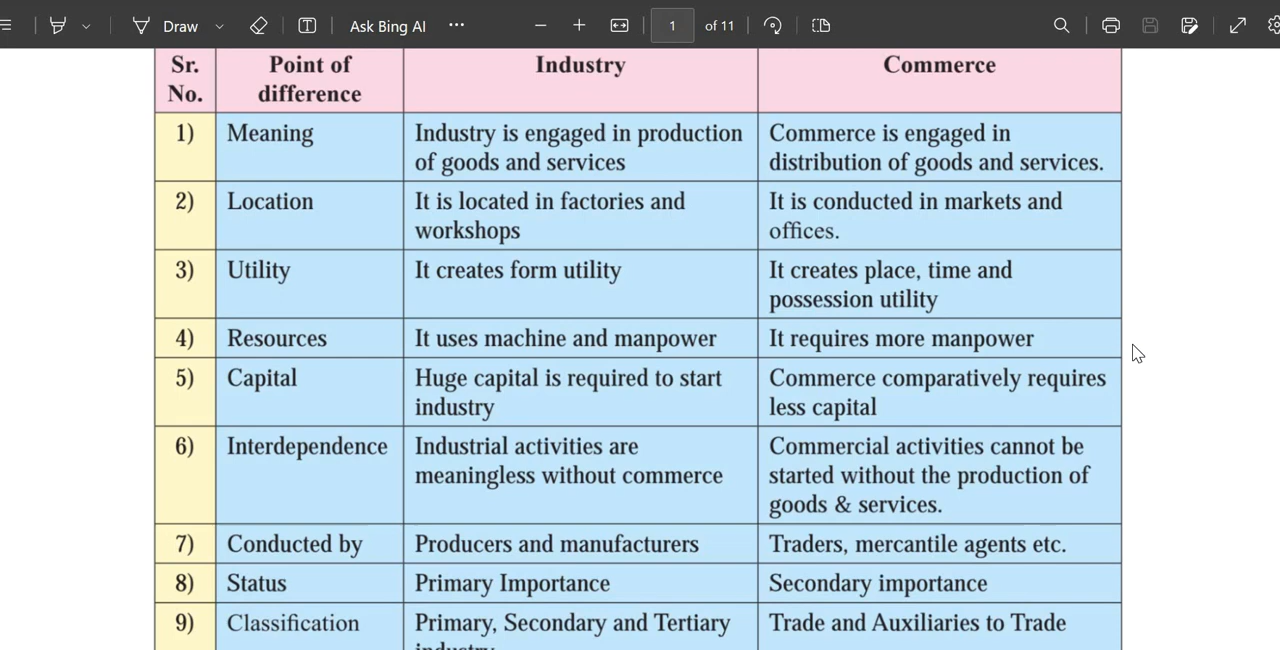 Draw
Ask Bing AI
1 of 11
Sr. No. Point of difference Industry Commerce
1) Meaning Industry is engaged in production of goods and services Commerce is engaged in distribution of goods and services.
2) Location It is located in factories and workshops It is conducted in markets and offices.
3) Utility It creates form utility It creates place, time and possession utility
4) Resources It uses machine and manpower It requires more manpower
5) Capital Huge capital is required to start industry Commerce comparatively requires less capital
6) Interdependence Industrial activities are meaningless without commerce Commercial activities cannot be started without the production of goods & services.
7) Conducted by Producers and manufacturers Traders, mercantile agents etc.
8) Status Primary Importance Secondary importance
9) Classification Primary, Secondary and Tertiary industry Trade and Auxiliaries to Trade